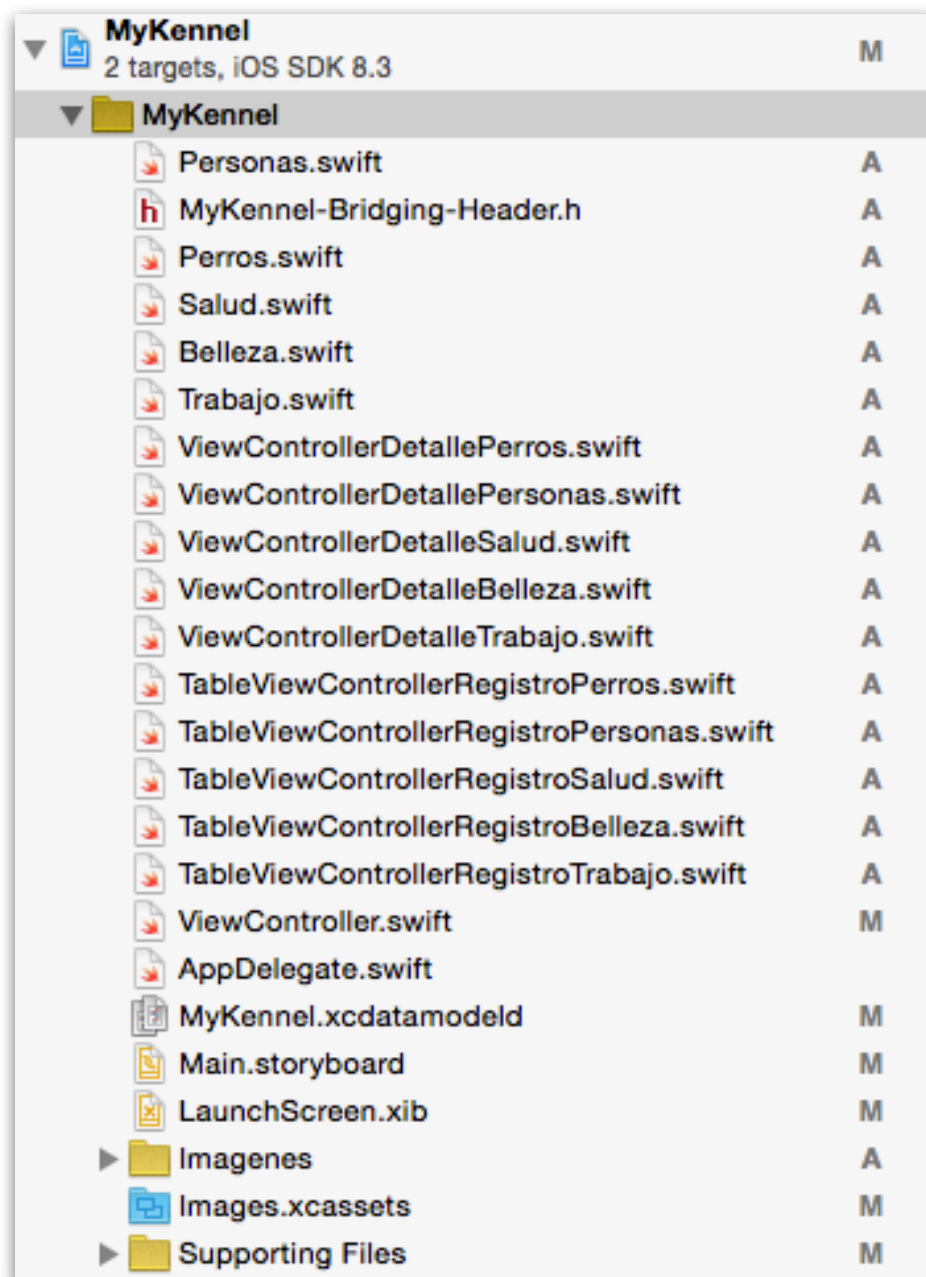 MyKennel
2 targets, iOS SDK 8.3 M
MyKennel
Personas.swift A
h MyKennel-Bridging-Header.h A
Perros.swift A
Salud.swift A
Belleza.swift A
Trabajo.swift A
ViewControllerDetallePerros.swift A
ViewControllerDetallePersonas.swift A
ViewControllerDetalleSalud.swift A
ViewControllerDetalleBelleza.swift A
ViewControllerDetalleTrabajo.swift A
TableViewControllerRegistroPerros.swift A
TableViewControllerRegistroPersonas.swift A
TableViewControllerRegistroSalud.swift A
TableViewControllerRegistroBelleza.swift A
TableViewControllerRegistroTrabajo.swift A
ViewController.swift M
AppDelegate.swift
MyKennel.xcdatamodeld M
Main.storyboard M
LaunchScreen.xib M
Imagenes A
Images.xcassets M
Supporting Files M